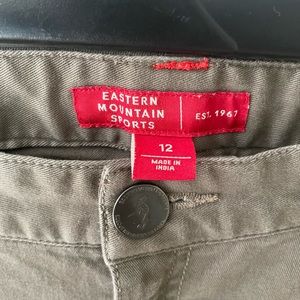 EASTERN
MOUNTAIN
SPORTS
EST. 1967
12
MADE IN
INDIA